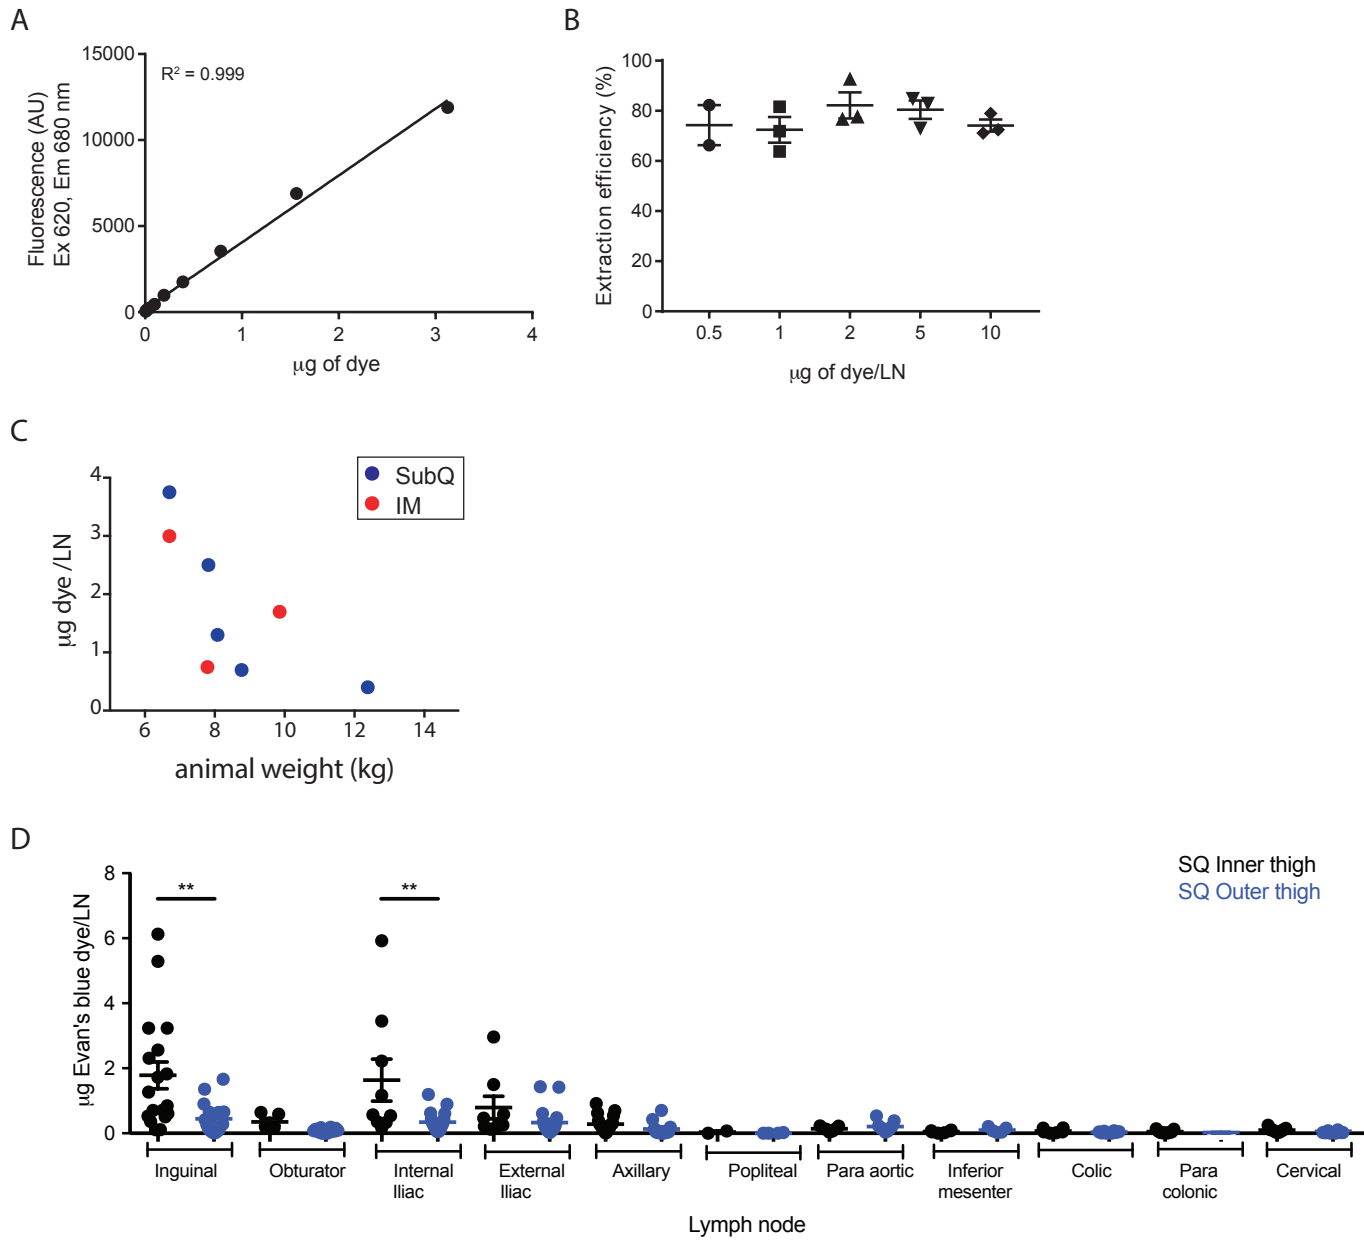 A
15000
10000
5000
0
R² = 0.999
Fluorescence (AU)
Ex 620, Em 680 nm
0 1 2 3 4
µg of dye
B
100
80
60
40
20
0
Extraction efficiency (%)
0.5 1 2 5 10
µg of dye/LN
C
4
3
2
1
0
µg dye /LN
SubQ
IM
6 8 10 12 14
animal weight (kg)
D
8
6
4
2
0
µg Evan's blue dye/LN
** **
SQ Inner thigh
SQ Outer thigh
Inguinal Obturator Internal External Axillary Popliteal Para aortic Inferior Colic Para Cervical
Iliac Iliac mesenter colonic
Lymph node